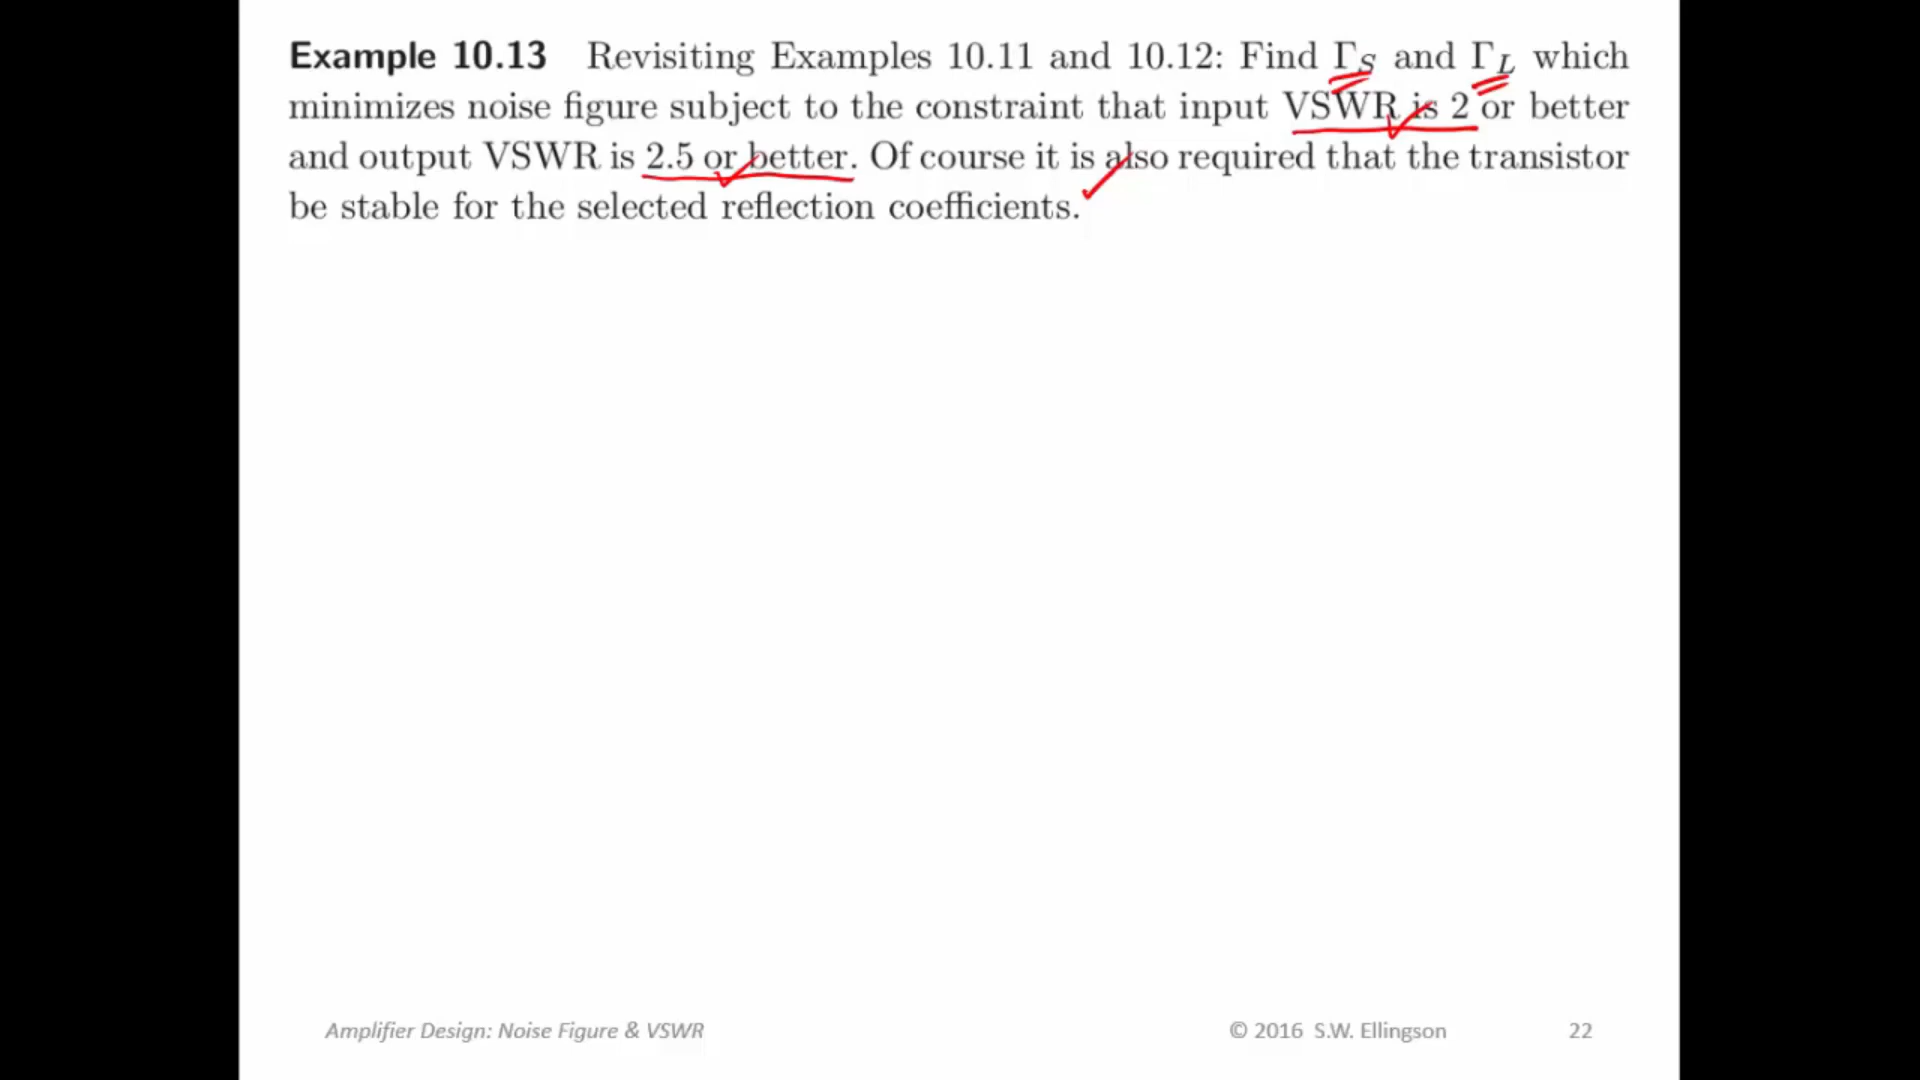 Example 10.13 Revisiting Examples 10.11 and 10.12: Find Γ_S and Γ_L which
minimizes noise figure subject to the constraint that input VSWR is 2 or better
and output VSWR is 2.5 or better. Of course it is also required that the transistor
be stable for the selected reflection coefficients.
Amplifier Design: Noise Figure & VSWR © 2016 S.W. Ellingson 22